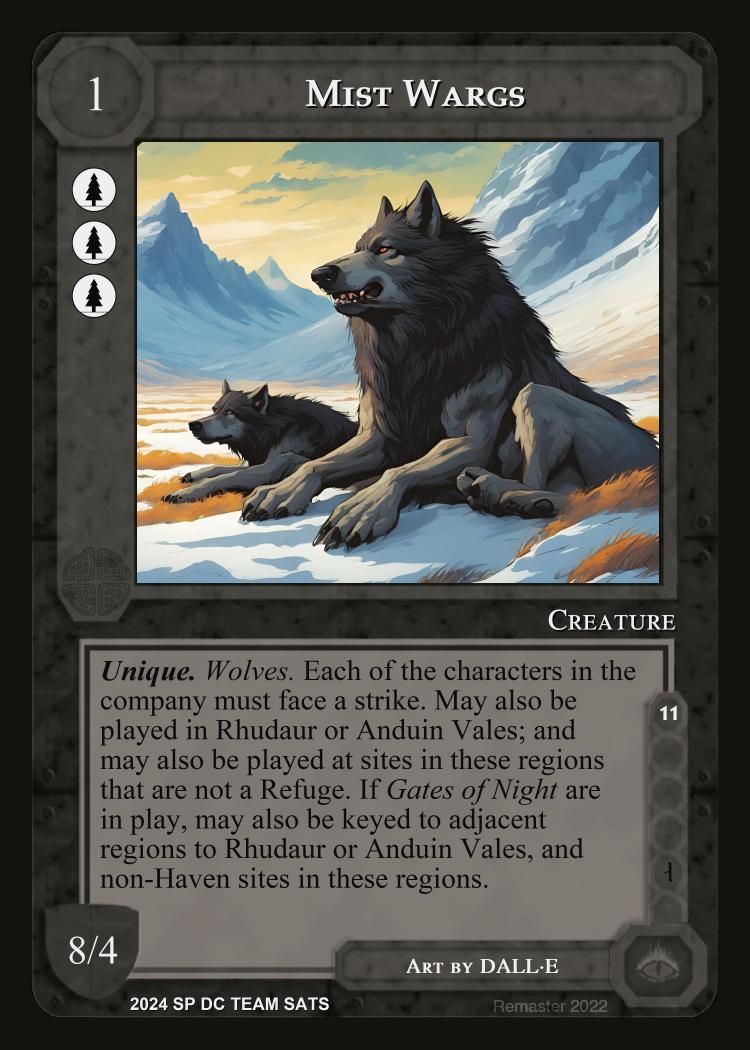 1
MIST WARGS
CREATURE
Unique. Wolves. Each of the characters in the
company must face a strike. May also be
played in Rhudaur or Anduin Vales; and
may also be played at sites in these regions
that are not a Refuge. If Gates of Night are
in play, may also be keyed to adjacent
regions to Rhudaur or Anduin Vales, and
non-Haven sites in these regions.
11
8/4
ART BY DALL·E
2024 SP DC TEAM SATS
Remaster 2022